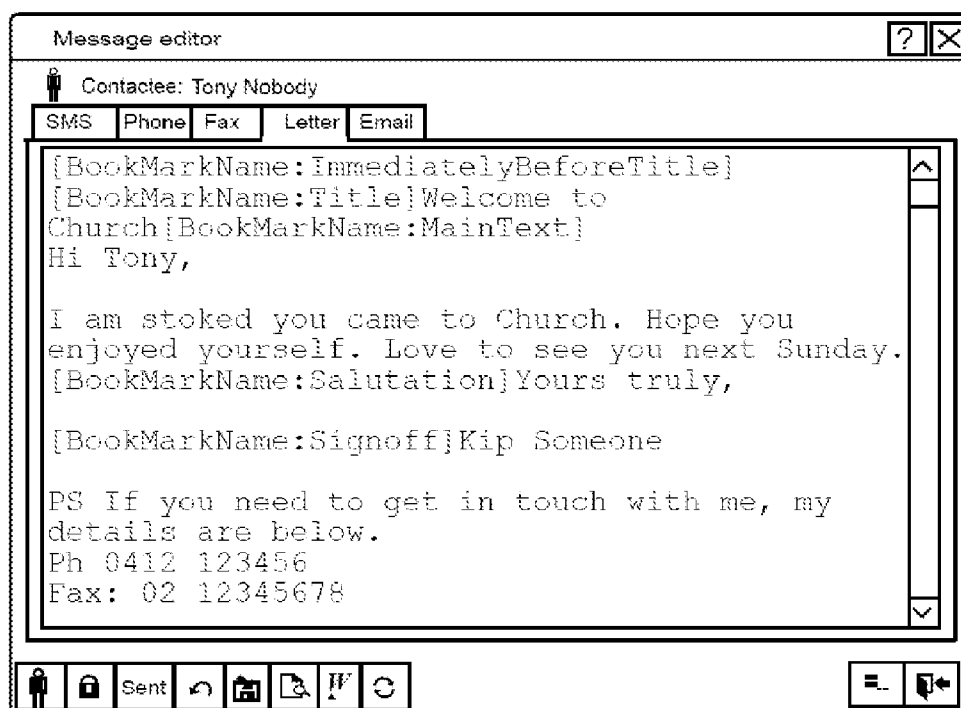 Message editor
?
Contactee: Tony Nobody
SMS Phone Fax Letter Email
[BookMarkName:ImmediatelyBeforeTitle]
[BookMarkName:Title]Welcome to
Church[BookMarkName:MainText]
Hi Tony,
I am stoked you came to Church. Hope you
enjoyed yourself. Love to see you next Sunday.
[BookMarkName:Salutation]Yours truly,
[BookMarkName:Signoff]Kip Someone
PS If you need to get in touch with me, my
details are below.
Ph 0412 123456
Fax: 02 12345678
Sent W